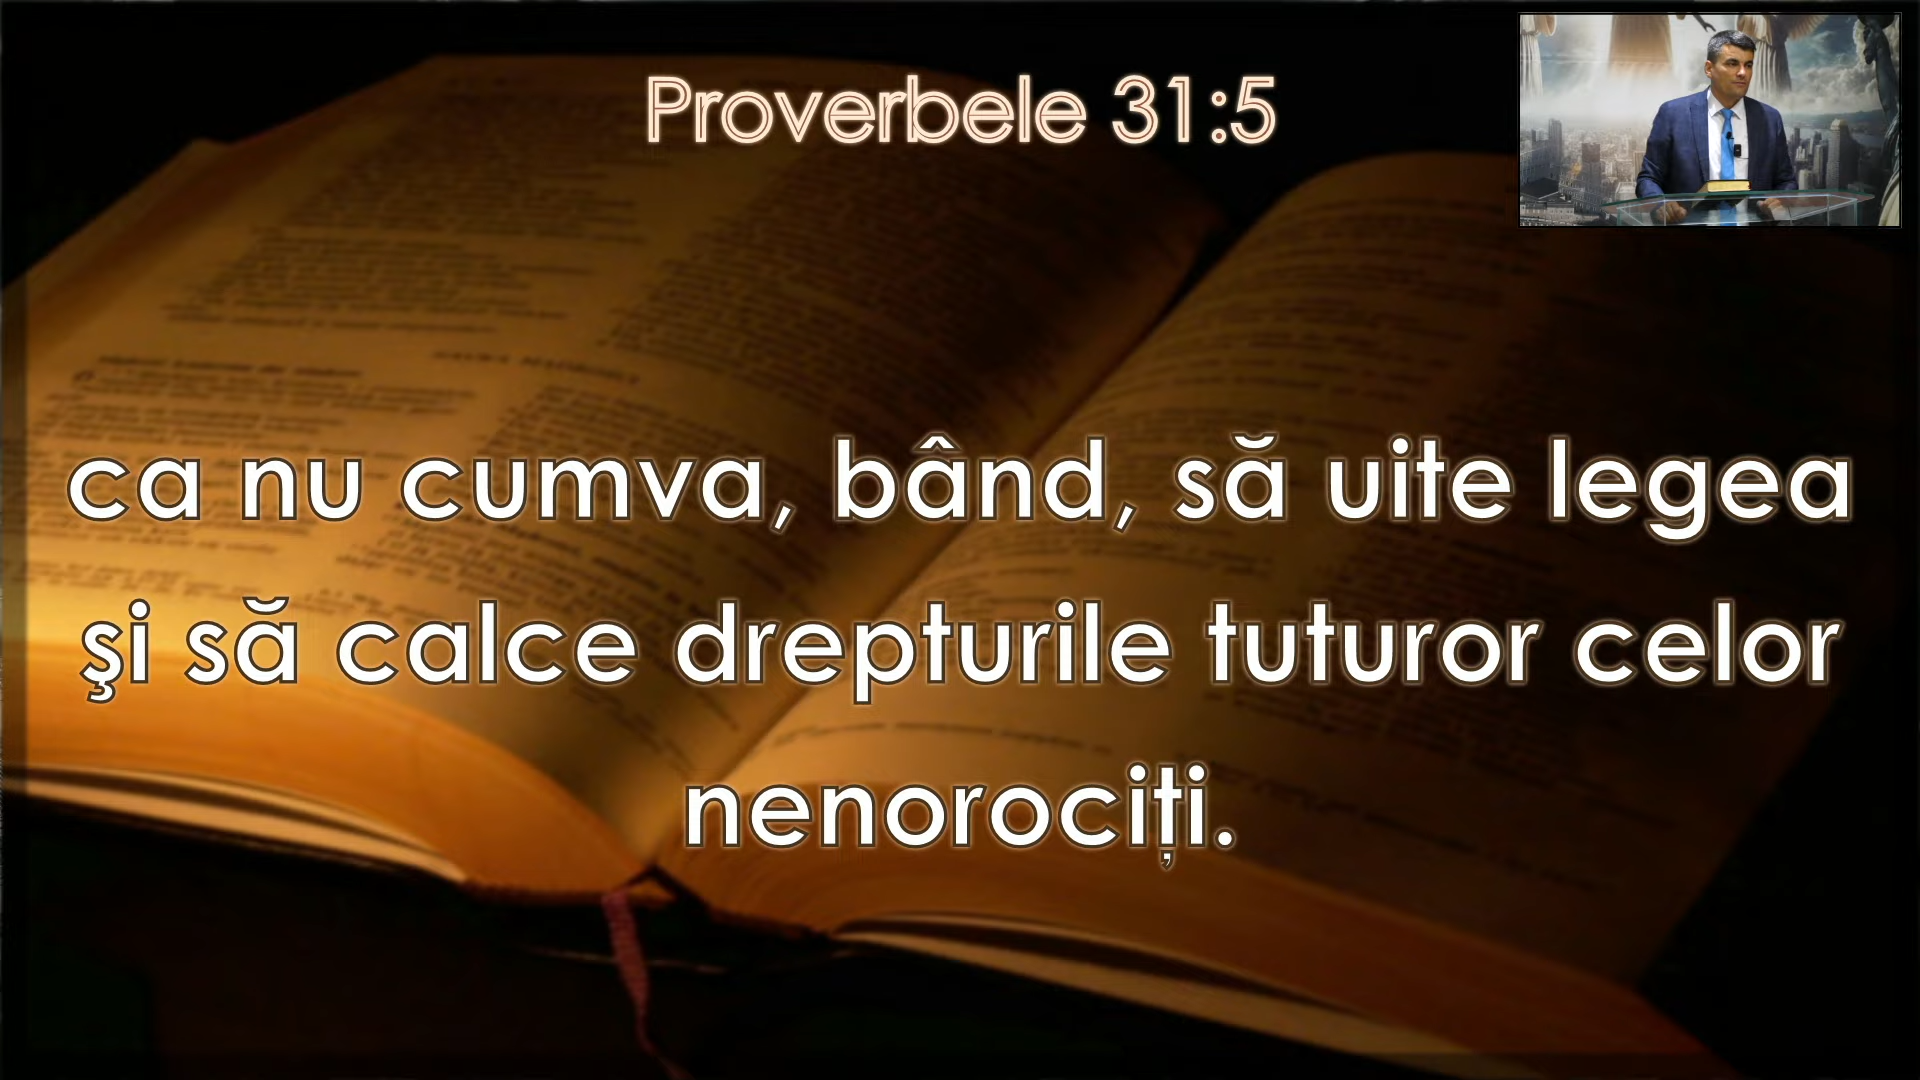 Proverbele 31:5
ca nu cumva, bând, să uite legea
şi să calce drepturile tuturor celor
nenorociți.